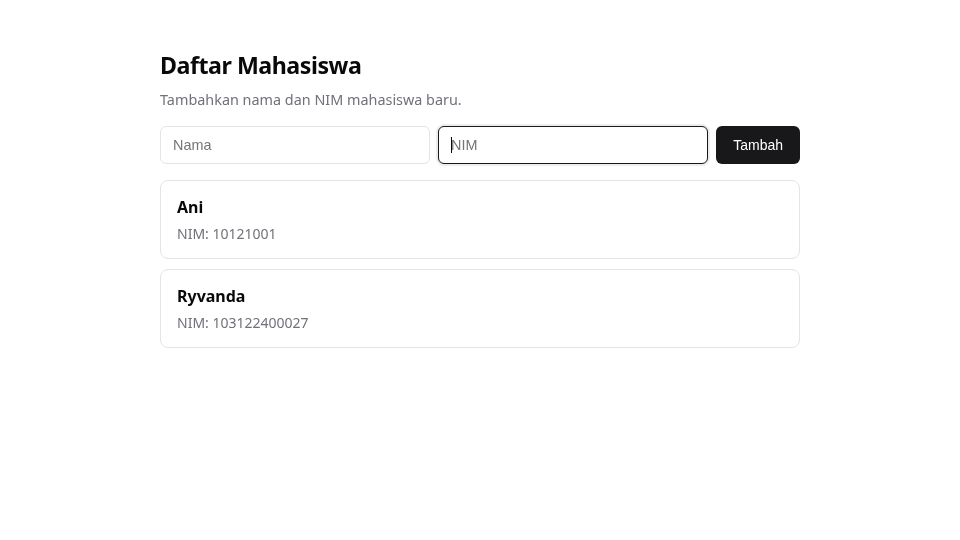 Daftar Mahasiswa
Tambahkan nama dan NIM mahasiswa baru.
Nama NIM Tambah
Ani
NIM: 10121001
Ryvanda
NIM: 103122400027